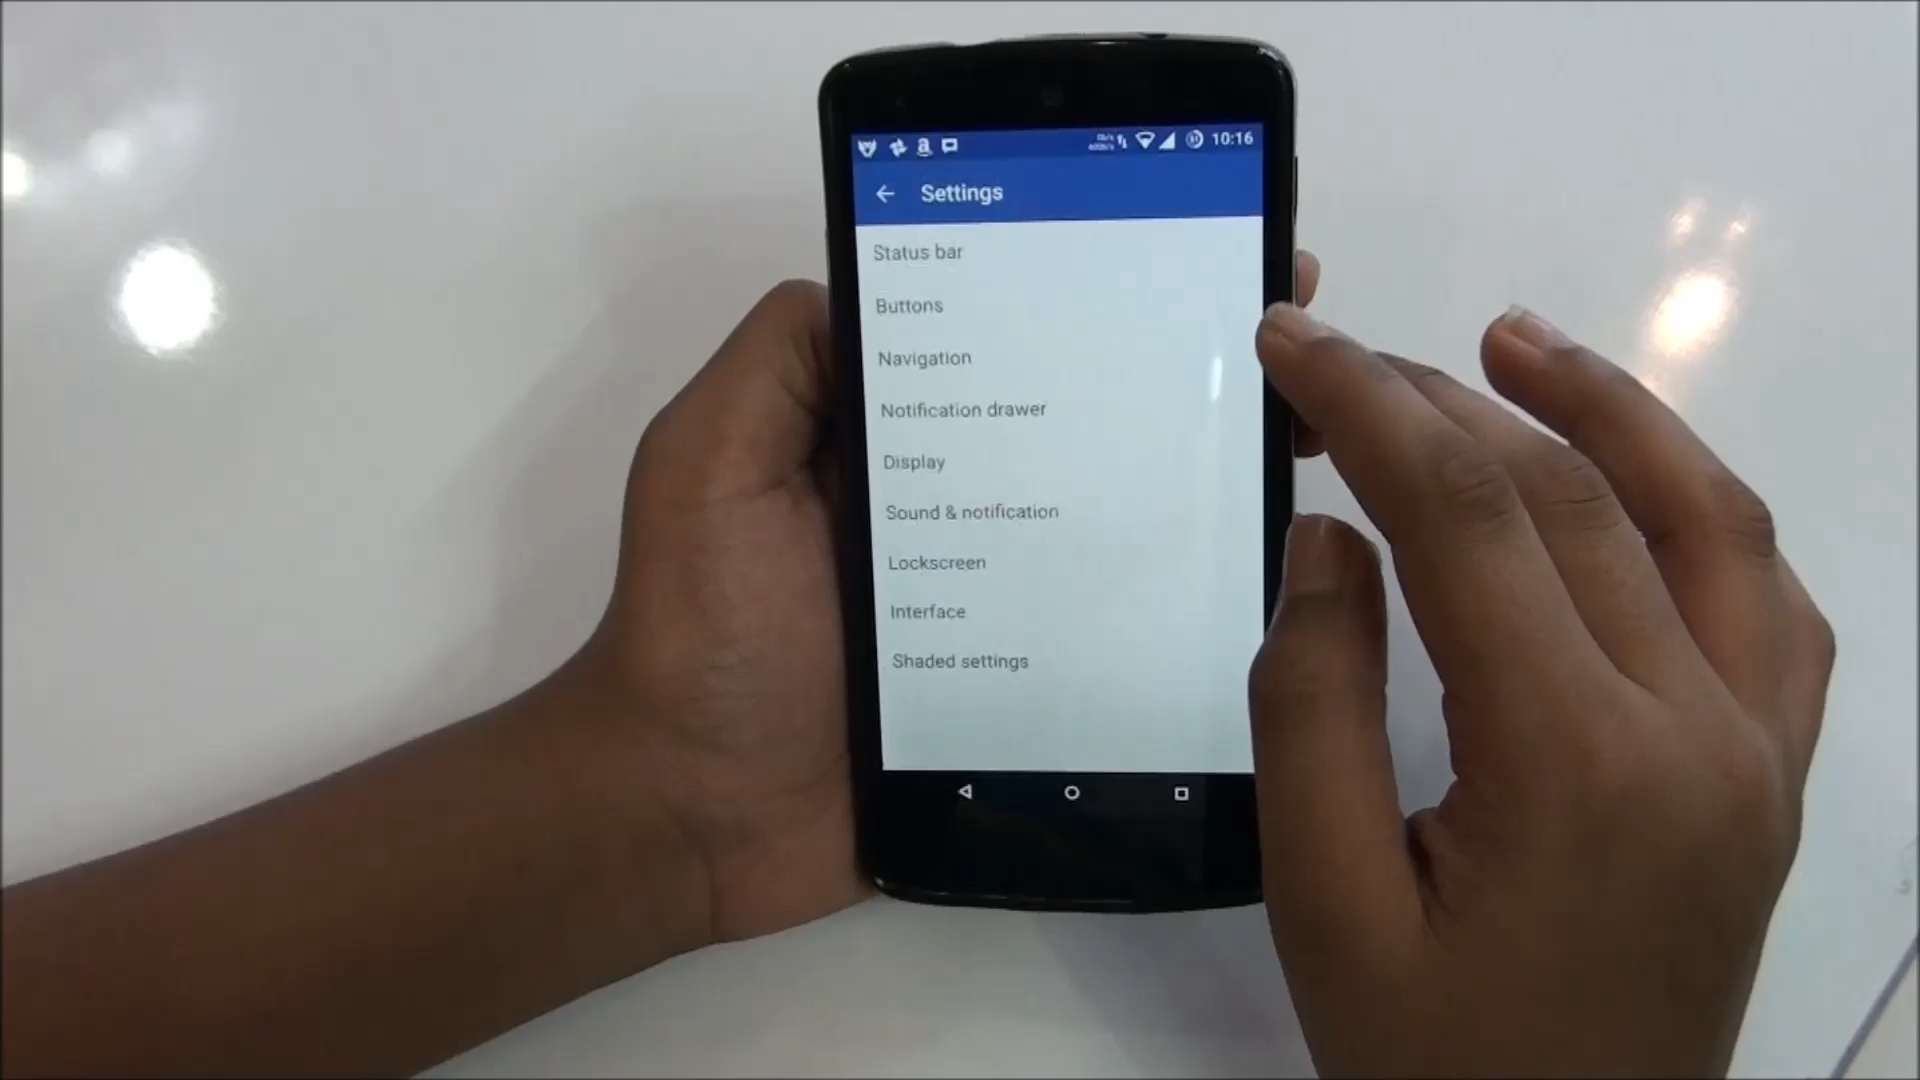 10:16
Settings
Status bar
Buttons
Navigation
Notification drawer
Display
Sound & notification
Lockscreen
Interface
Shaded settings